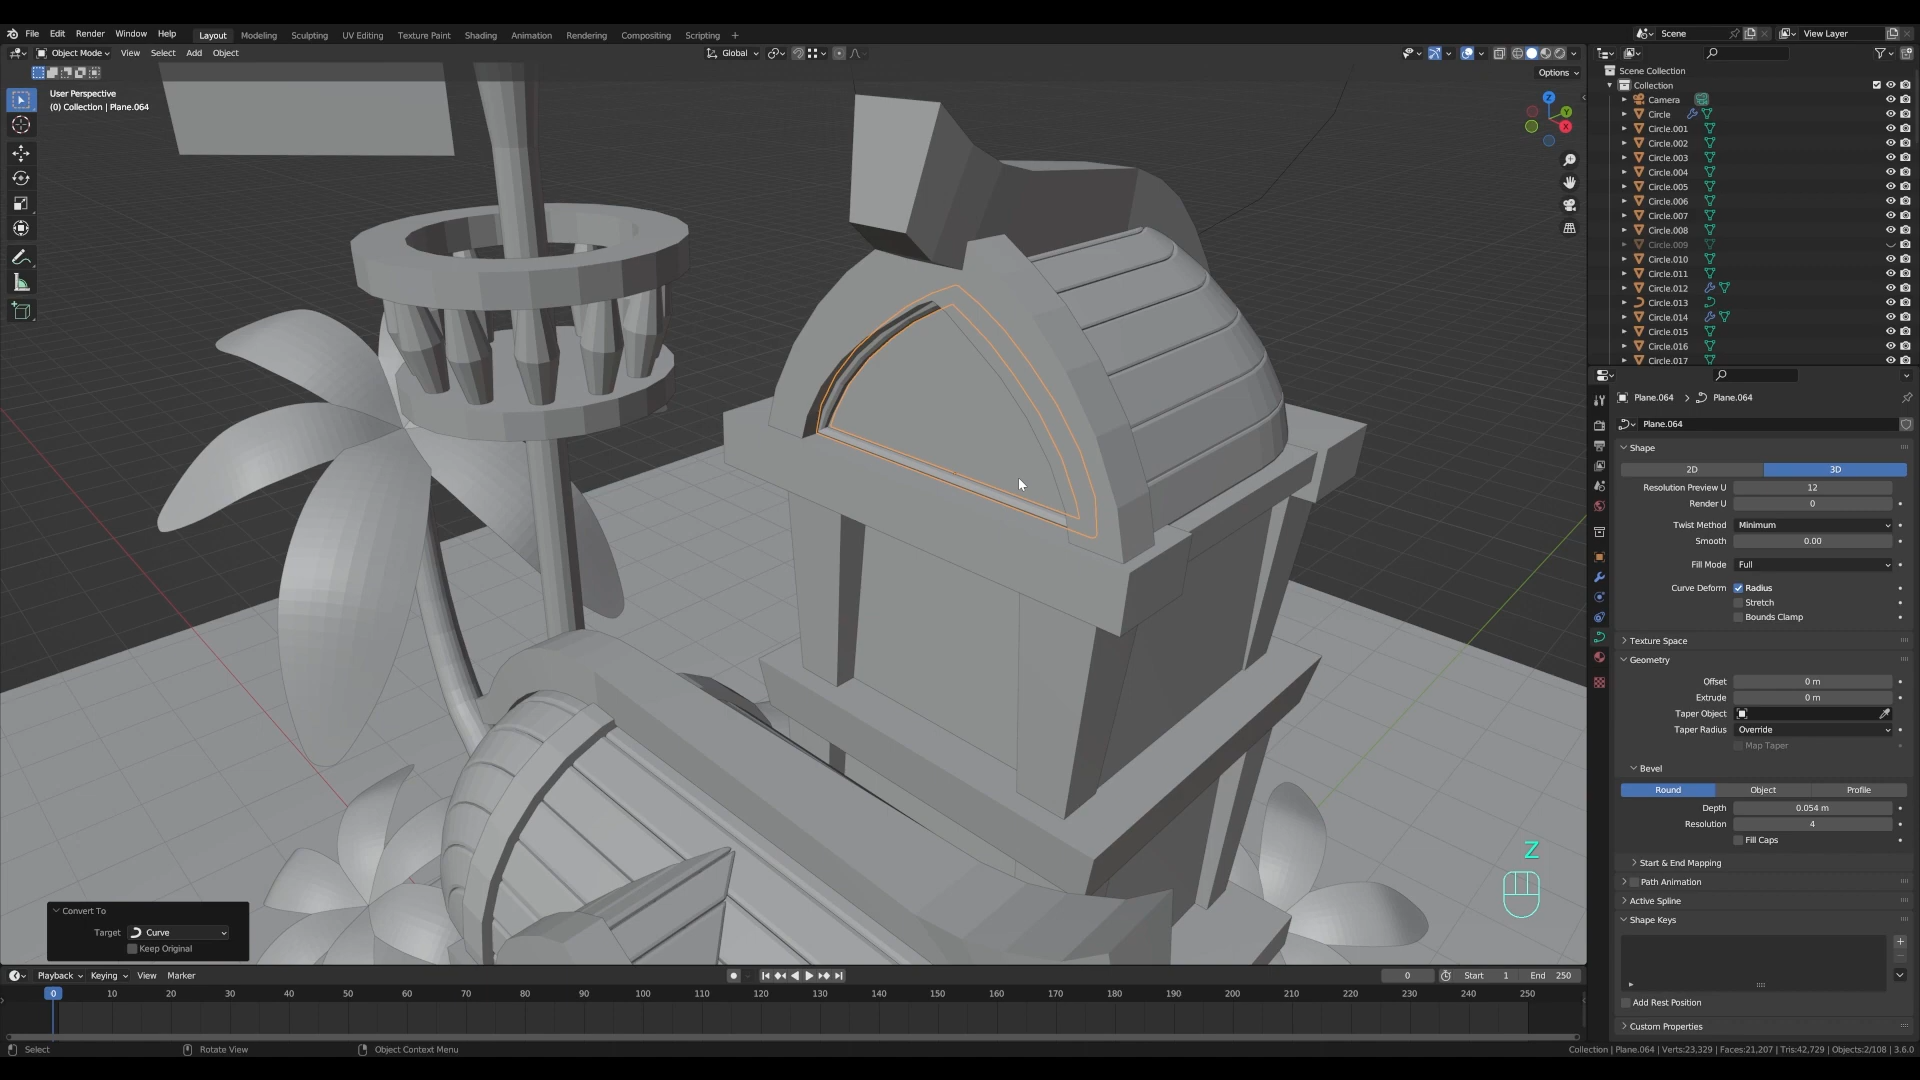 File Edit Render Window Help Layout Modeling Sculpting UV Editing Texture Paint Shading Animation Rendering Compositing Scripting +
Scene
View Layer
Object Mode View Select Add Object
Global
Options
User Perspective
(0) Collection | Plane.064
Scene Collection
Collection
Camera
Circle
Circle.001
Circle.002
Circle.003
Circle.004
Circle.005
Circle.006
Circle.007
Circle.008
Circle.009
Circle.010
Circle.011
Circle.012
Circle.013
Circle.014
Circle.015
Circle.016
Circle.017
Z
Y
X
Plane.064 > Plane.064
Plane.064
Shape
2D 3D
Resolution Preview U 12
Render U 0
Twist Method Minimum
Smooth 0.00
Fill Mode Full
Curve Deform Radius
Stretch
Bounds Clamp
Texture Space
Geometry
Offset 0 m
Extrude 0 m
Taper Object
Taper Radius Override
Map Taper
Bevel
Round Object Profile
Depth 0.054 m
Resolution 4
Fill Caps
Start & End Mapping
Path Animation
Active Spline
Shape Keys
Add Rest Position
Custom Properties
Z
Convert To
Target Curve
Keep Original
Playback Keying View Marker
0 Start 1 End 250
0 10 20 30 40 50 60 70 80 90 100 110 120 130 140 150 160 170 180 190 200 210 220 230 240 250
Select Rotate View Object Context Menu
Collection | Plane.064 | Verts:23,329 | Faces:21,207 | Tris:42,729 | Objects:2/108 | 3.6.0